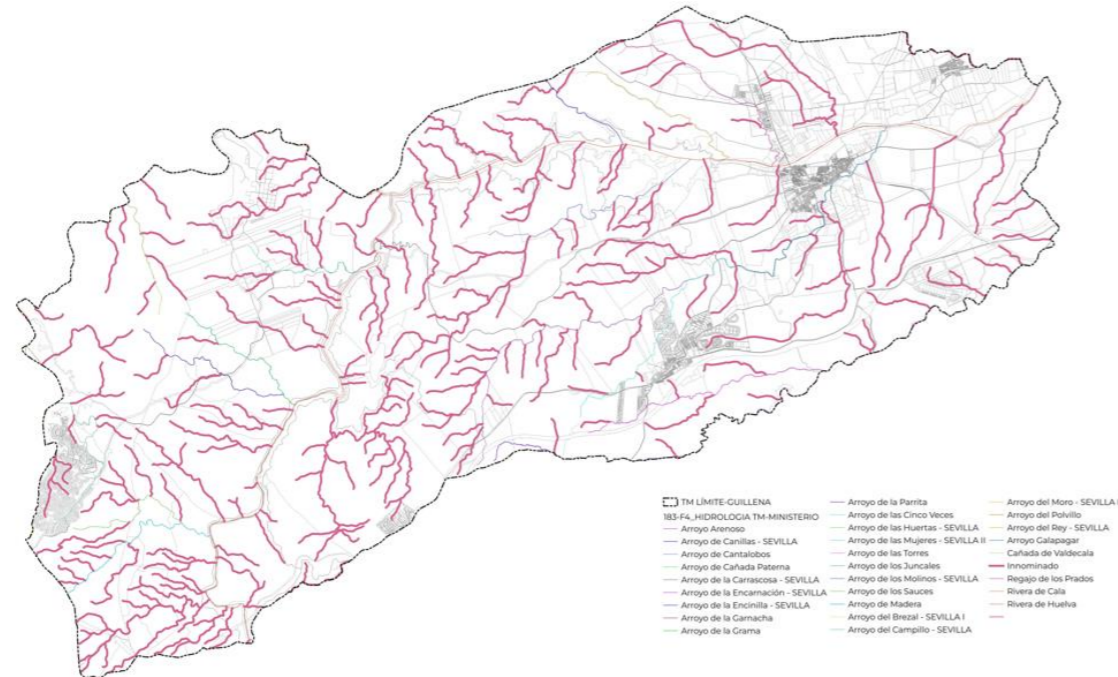 TM LÍMITE-GUILLENA
183-F4_HIDROLOGIA TM-MINISTERIO
Arroyo Arenoso
Arroyo de Canillas - SEVILLA
Arroyo de Cantalobos
Arroyo de Cañada Paterna
Arroyo de la Carrascosa - SEVILLA
Arroyo de la Encarnación - SEVILLA
Arroyo de la Encinilla - SEVILLA
Arroyo de la Garnacha
Arroyo de la Grama
Arroyo de la Parrita
Arroyo de las Cinco Veces
Arroyo de las Huertas - SEVILLA
Arroyo de las Mujeres - SEVILLA II
Arroyo de las Torres
Arroyo de los Juncales
Arroyo de los Molinos - SEVILLA
Arroyo de los Sauces
Arroyo de Madera
Arroyo del Brezal - SEVILLA I
Arroyo del Campillo - SEVILLA
Arroyo del Moro - SEVILLA I
Arroyo del Polvillo
Arroyo del Rey - SEVILLA
Arroyo Galapagar
Cañada de Valdecala
Innominado
Regajo de los Prados
Rivera de Cala
Rivera de Huelva